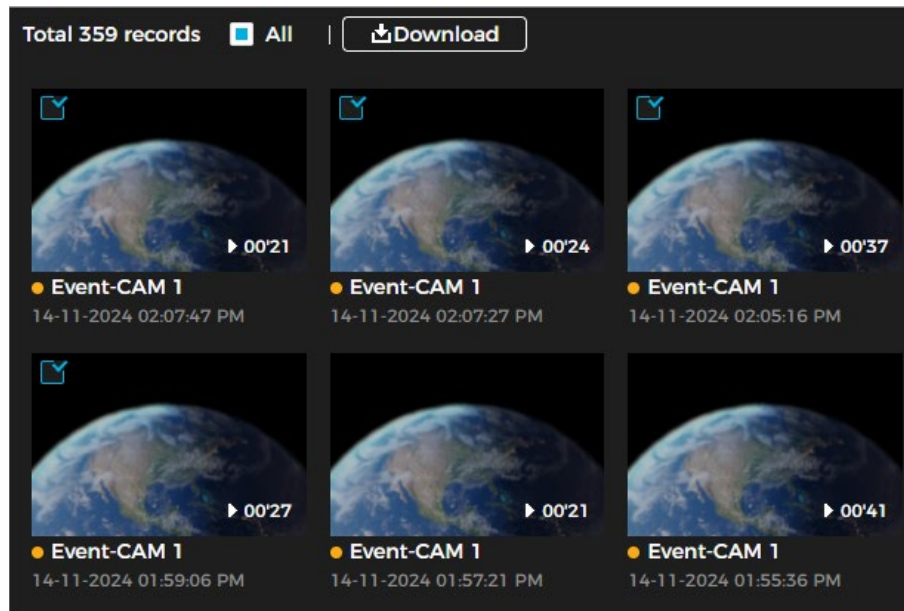 Total 359 records All | Download
00'21 00'24 00'37
Event-CAM 1 Event-CAM 1 Event-CAM 1
14-11-2024 02:07:47 PM 14-11-2024 02:07:27 PM 14-11-2024 02:05:16 PM
00'27 00'21 00'41
Event-CAM 1 Event-CAM 1 Event-CAM 1
14-11-2024 01:59:06 PM 14-11-2024 01:57:21 PM 14-11-2024 01:55:36 PM